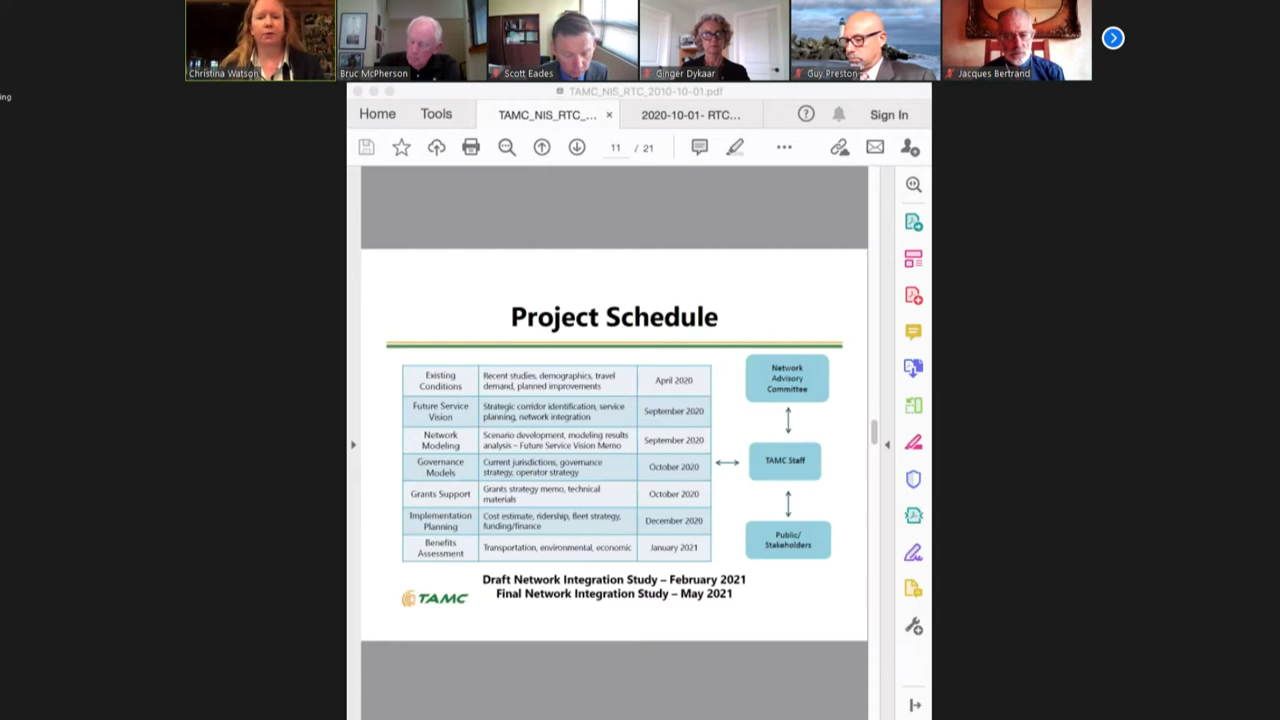 Christina Watson
Bruc McPherson
Scott Eades
Ginger Dykaar
Guy Preston
Jacques Bertrand
ing
TAMC_NIS_RTC_2010-10-01.pdf
Home
Tools
TAMC_NIS_RTC_...
×
2020-10-01- RTC...
Sign In
11 / 21
Project Schedule
Existing
Conditions
Recent studies, demographics, travel
demand, planned improvements
April 2020
Future Service
Vision
Strategic corridor identification, service
planning, network integration
September 2020
Network
Modeling
Scenario development, modeling results
analysis – Future Service Vision Memo
September 2020
Governance
Models
Current jurisdictions, governance
strategy, operator strategy
October 2020
Grants Support
Grants strategy memo, technical
materials
October 2020
Implementation
Planning
Cost estimate, ridership, fleet strategy,
funding/finance
December 2020
Benefits
Assessment
Transportation, environmental, economic
January 2021
Network
Advisory
Committee
TAMC Staff
Public/
Stakeholders
Draft Network Integration Study – February 2021
Final Network Integration Study – May 2021
TAMC